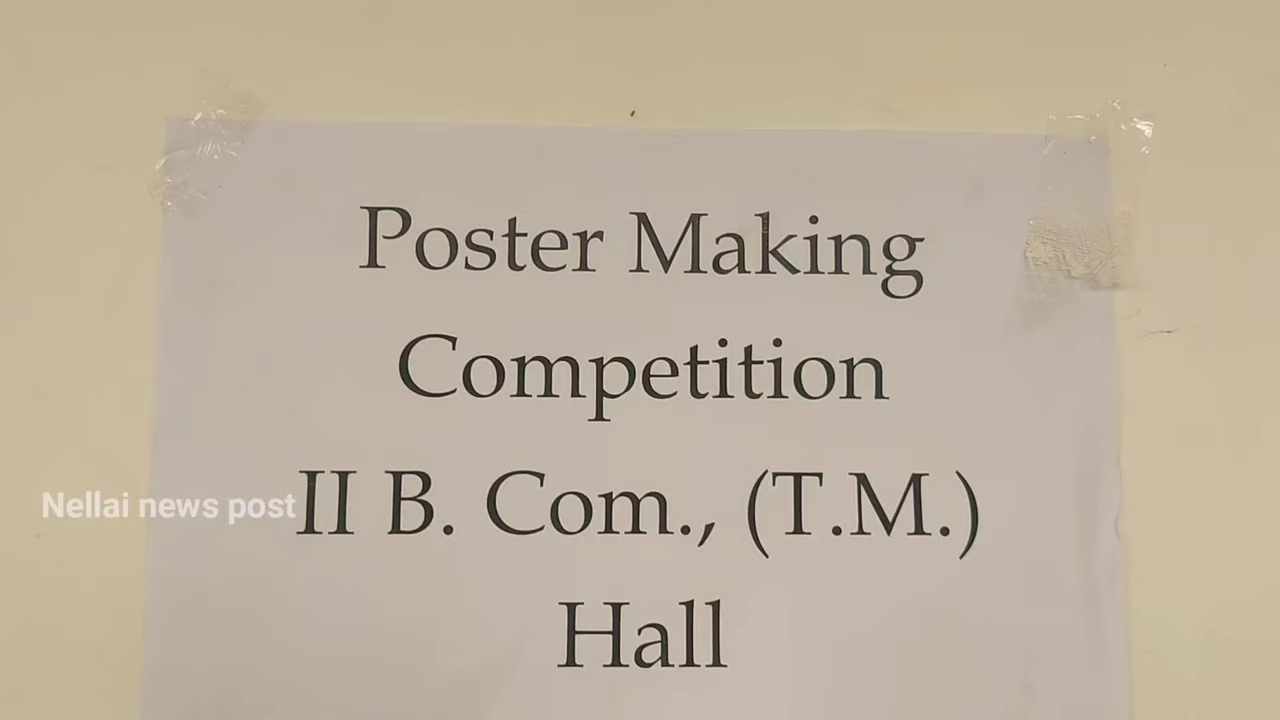 Poster Making
Competition
Nellai news post
II B. Com., (T.M.)
Hall